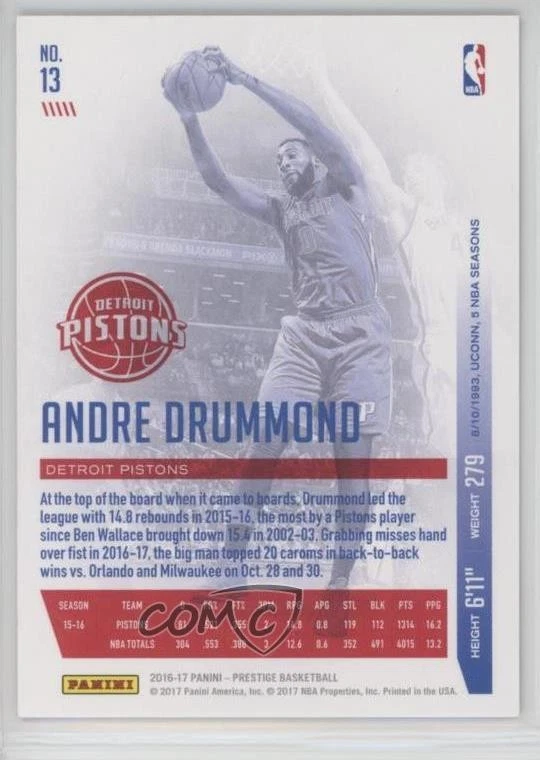 NO.
13
NBA
DETROIT
PISTONS
ANDRE DRUMMOND
DETROIT PISTONS
At the top of the board when it came to boards, Drummond led the
league with 14.8 rebounds in 2015-16, the most by a Pistons player
since Ben Wallace brought down 15.4 in 2002-03. Grabbing misses hand
over fist in 2016-17, the big man topped 20 caroms in back-to-back
wins vs. Orlando and Milwaukee on Oct. 28 and 30.
SEASON TEAM RPG APG STL BLK PTS PPG
15-16 PISTONS 81 14.8 0.8 119 112 1314 16.2
NBA TOTALS 304 .553 .386 3 12.6 0.6 352 491 4015 13.2
COMC
HEIGHT 6'11" WEIGHT 279 8/10/1993, UCONN, 5 NBA SEASONS
PANINI
2016-17 PANINI – PRESTIGE BASKETBALL
© 2017 Panini America, Inc. © 2017 NBA Properties, Inc. Printed in the USA.